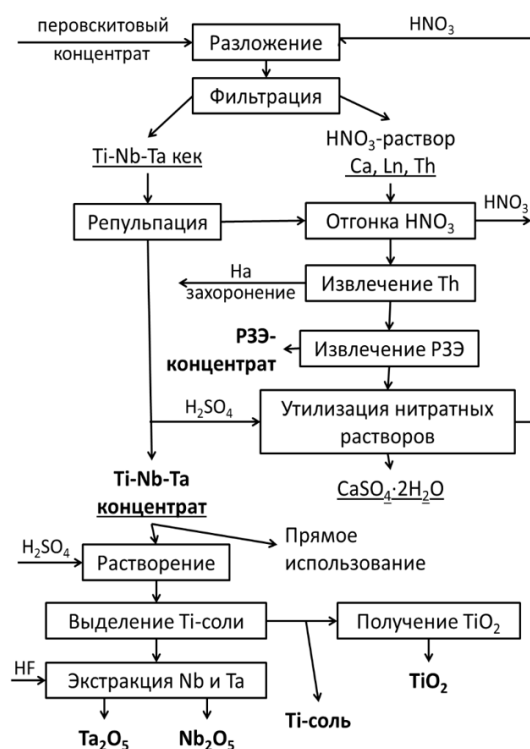 перовскитовый
концентрат
Разложение
HNO₃
Фильтрация
Ti-Nb-Ta кек
HNO₃-раствор
Ca, Ln, Th
Репульпация
Отгонка HNO₃
HNO₃
На
захоронение
Извлечение Th
РЗЭ-
концентрат
Извлечение РЗЭ
H₂SO₄
Утилизация нитратных
растворов
Ti-Nb-Ta
концентрат
CaSO₄·2H₂O
H₂SO₄
Растворение
Прямое
использование
Выделение Ti-соли
Получение TiO₂
HF
Экстракция Nb и Ta
TiO₂
Ti-соль
Ta₂O₅
Nb₂O₅